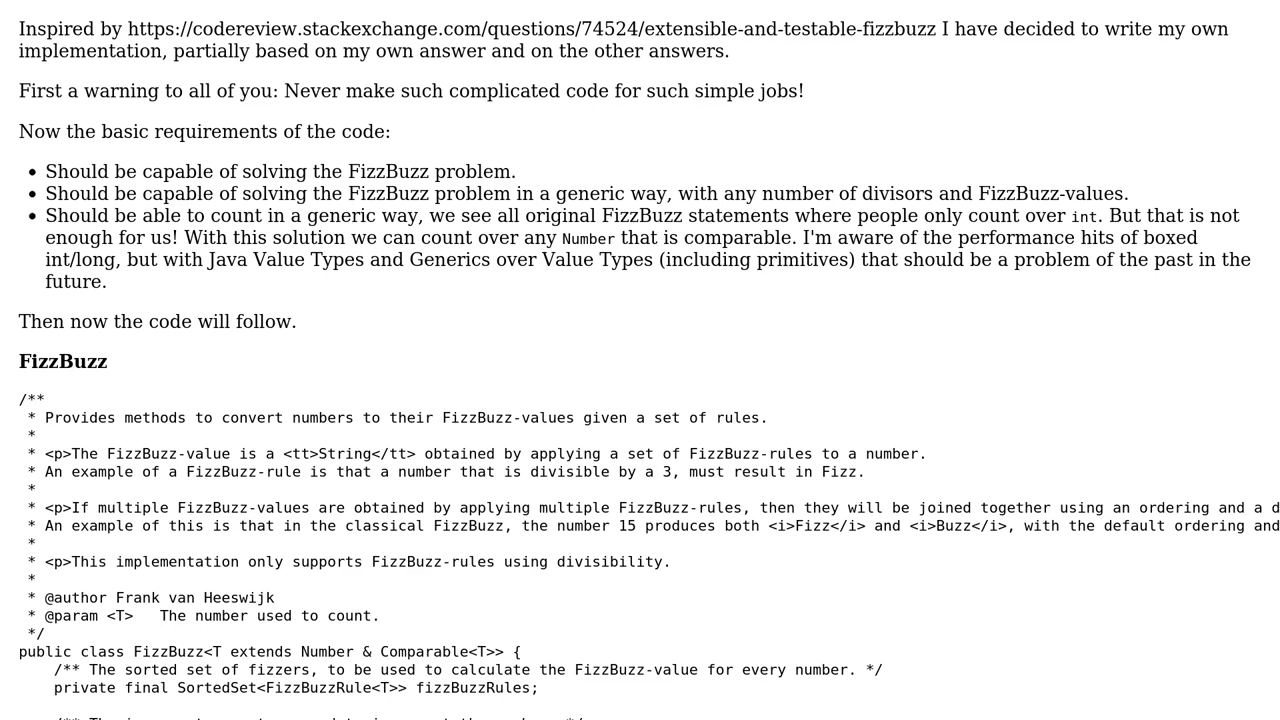 Inspired by https://codereview.stackexchange.com/questions/74524/extensible-and-testable-fizzbuzz I have decided to write my own
implementation, partially based on my own answer and on the other answers.
First a warning to all of you: Never make such complicated code for such simple jobs!
Now the basic requirements of the code:
• Should be capable of solving the FizzBuzz problem.
• Should be capable of solving the FizzBuzz problem in a generic way, with any number of divisors and FizzBuzz-values.
• Should be able to count in a generic way, we see all original FizzBuzz statements where people only count over int. But that is not
enough for us! With this solution we can count over any Number that is comparable. I'm aware of the performance hits of boxed
int/long, but with Java Value Types and Generics over Value Types (including primitives) that should be a problem of the past in the
future.
Then now the code will follow.
FizzBuzz
/**
 * Provides methods to convert numbers to their FizzBuzz-values given a set of rules.
 *
 * <p>The FizzBuzz-value is a <tt>String</tt> obtained by applying a set of FizzBuzz-rules to a number.
 * An example of a FizzBuzz-rule is that a number that is divisible by a 3, must result in Fizz.
 *
 * <p>If multiple FizzBuzz-values are obtained by applying multiple FizzBuzz-rules, then they will be joined together using an ordering and a d
 * An example of this is that in the classical FizzBuzz, the number 15 produces both <i>Fizz</i> and <i>Buzz</i>, with the default ordering and
 *
 * <p>This implementation only supports FizzBuzz-rules using divisibility.
 *
 * @author Frank van Heeswijk
 * @param <T>   The number used to count.
 */
public class FizzBuzz<T extends Number & Comparable<T>> {
    /** The sorted set of fizzers, to be used to calculate the FizzBuzz-value for every number. */
    private final SortedSet<FizzBuzzRule<T>> fizzBuzzRules;